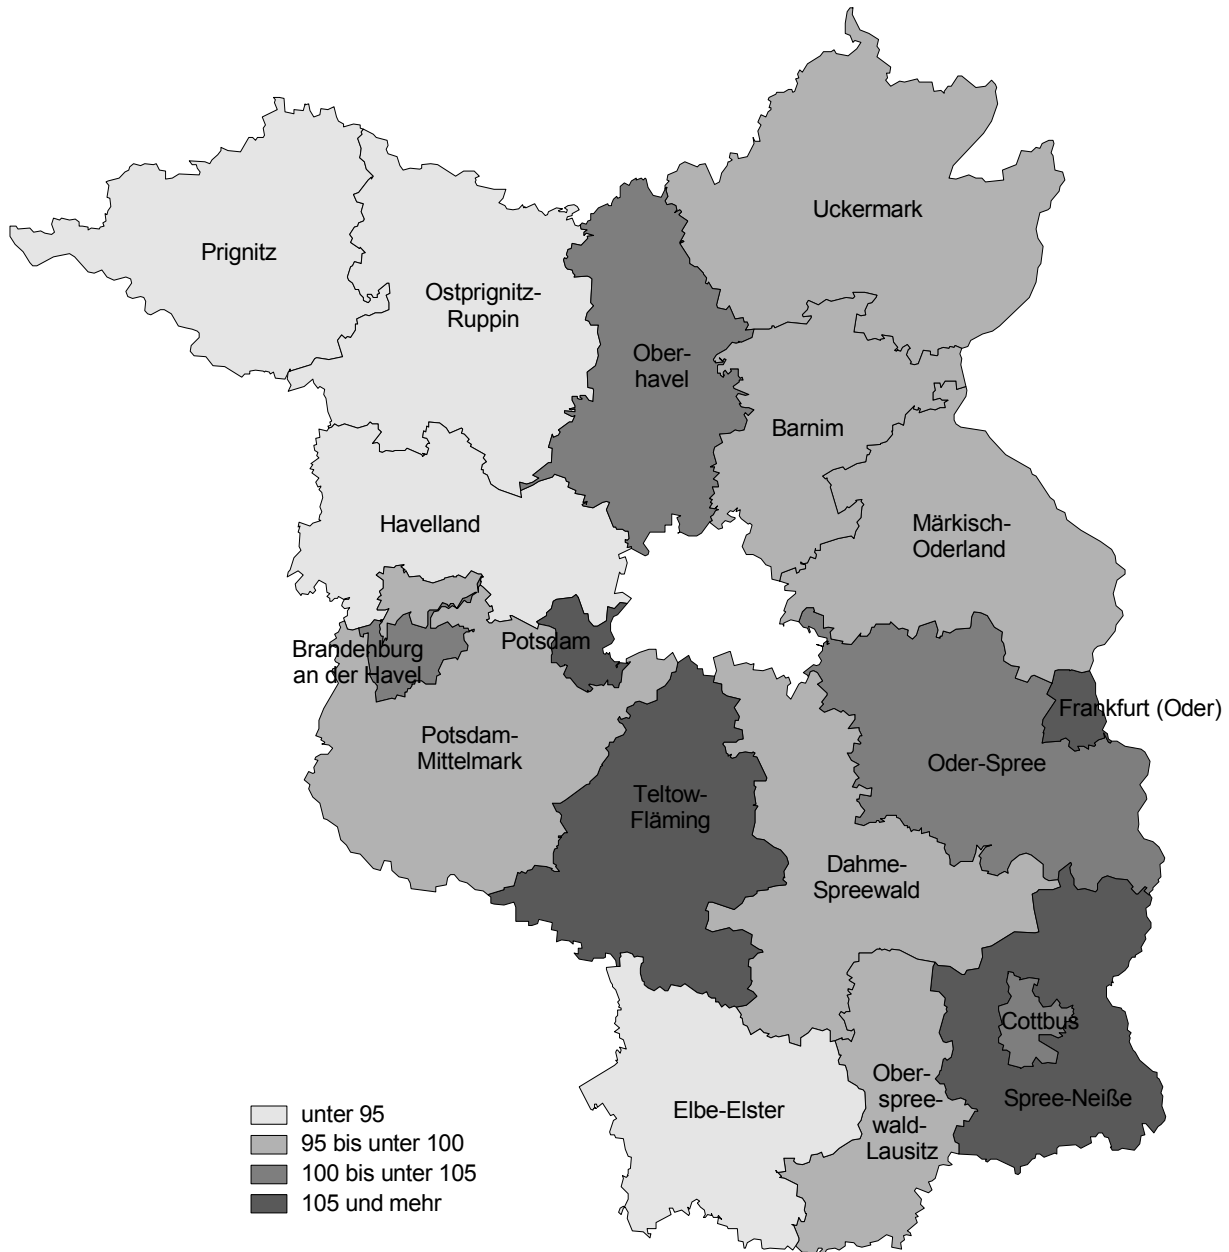 Uckermark
Prignitz
Ostprignitz-
Ruppin
Ober-
havel
Barnim
Havelland
Märkisch-
Oderland
Brandenburg
an der Havel
Potsdam
Frankfurt (Oder)
Potsdam-
Mittelmark
Oder-Spree
Teltow-
Fläming
Dahme-
Spreewald
Cottbus
Ober-
spree-
wald-
Lausitz
Spree-Neiße
Elbe-Elster
unter 95
95 bis unter 100
100 bis unter 105
105 und mehr